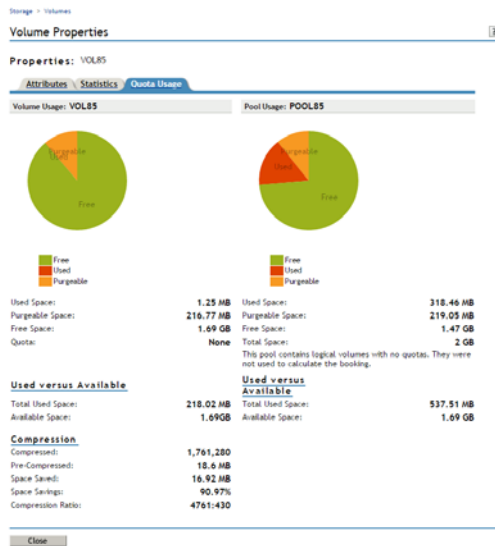 Storage > Volumes
Volume Properties
Properties: VOL85
Attributes Statistics Quota Usage
Volume Usage: VOL85
Purgeable
Used
Free
Free
Used
Purgeable
Used Space: 1.25 MB
Purgeable Space: 216.77 MB
Free Space: 1.69 GB
Quota: None
Used versus Available
Total Used Space: 218.02 MB
Available Space: 1.69GB
Compression
Compressed: 1,761,280
Pre-Compressed: 18.6 MB
Space Saved: 16.92 MB
Space Savings: 90.97%
Compression Ratio: 4761:430
Pool Usage: POOL85
Purgeable
Used
Free
Free
Used
Purgeable
Used Space: 318.46 MB
Purgeable Space: 219.05 MB
Free Space: 1.47 GB
Total Space: 2 GB
This pool contains logical volumes with no quotas. They were
not used to calculate the booking.
Used versus
Available
Total Used Space: 537.51 MB
Available Space: 1.69 GB
Close